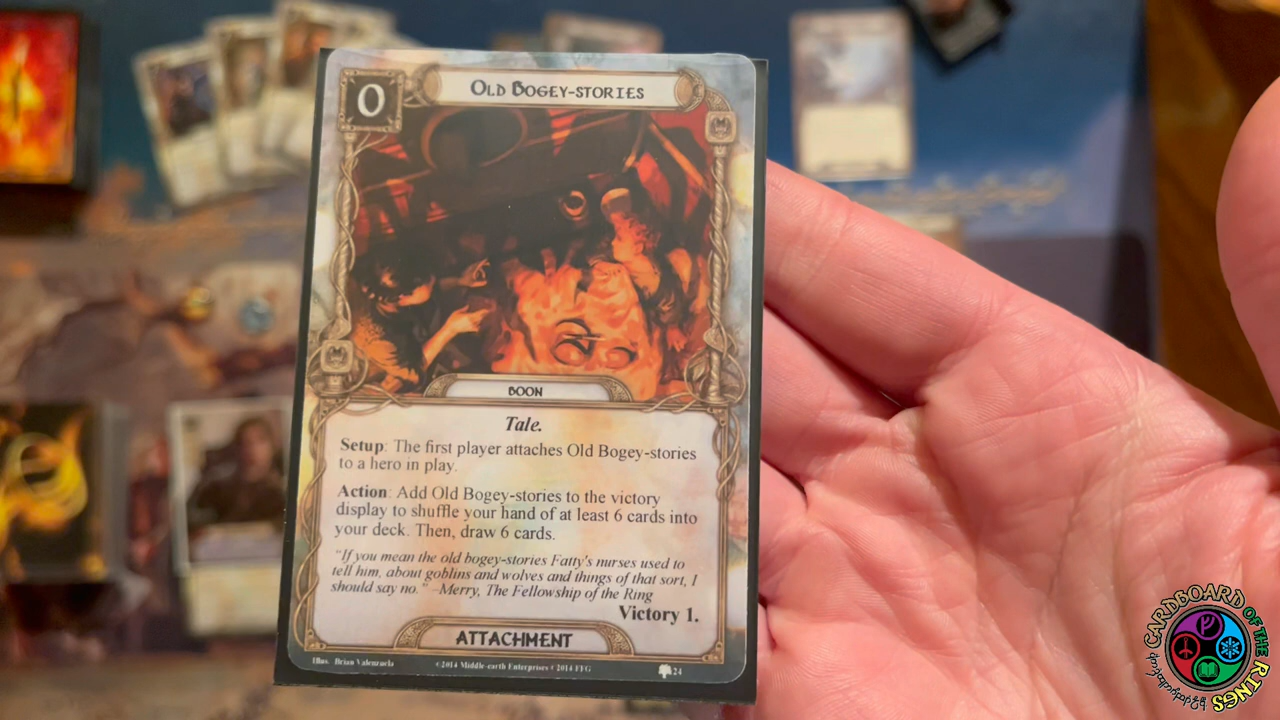 OLD BOGEY-STORIES
0
BOON
Tale.
Setup: The first player attaches Old Bogey-stories
to a hero in play.
Action: Add Old Bogey-stories to the victory
display to shuffle your hand of at least 6 cards into
your deck. Then, draw 6 cards.
"If you mean the old bogey-stories Fatty's nurses used to
tell him, about goblins and wolves and things of that sort, I
should say no." –Merry, The Fellowship of the Ring
Victory 1.
ATTACHMENT
Illus. Brian Valenzuela
©2014 Middle-earth Enterprises ©2014 FFG
24
CARDBOARD OF THE RINGS